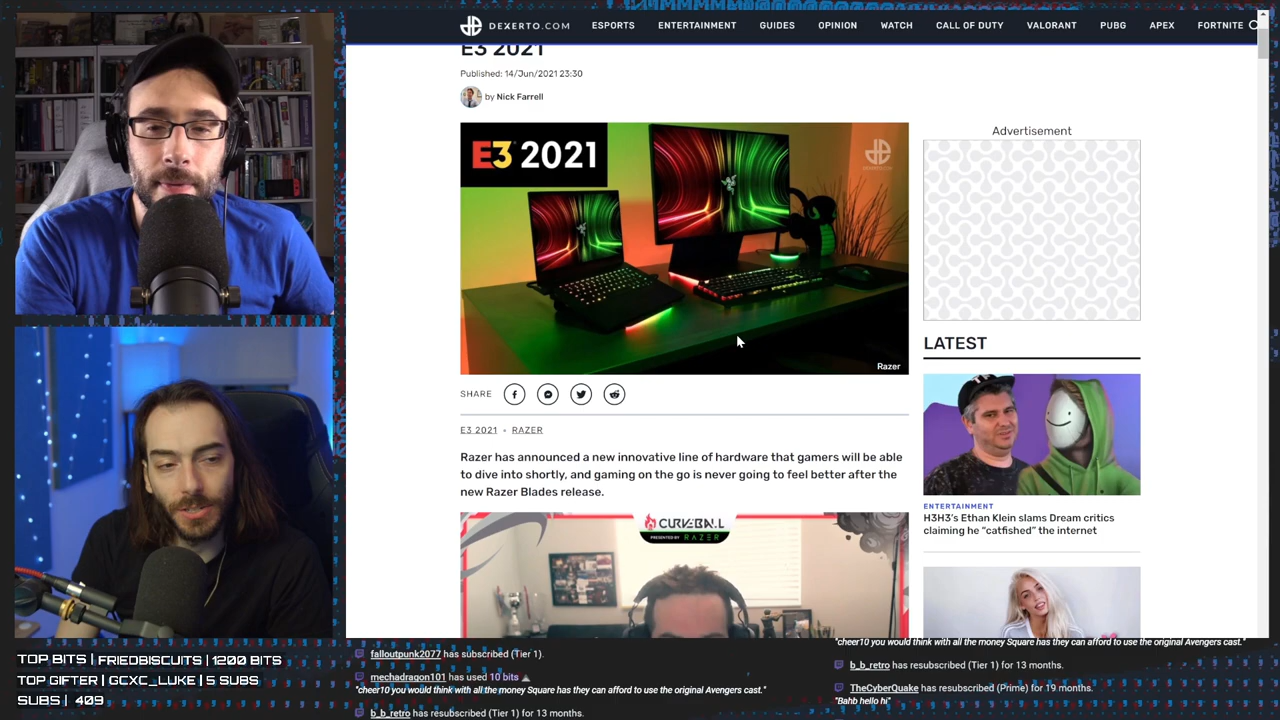 DEXERTO.COM
ESPORTS
ENTERTAINMENT
GUIDES
OPINION
WATCH
CALL OF DUTY
VALORANT
PUBG
APEX
FORTNITE
E3 2021
Published: 14/Jun/2021 23:30
by Nick Farrell
E3 2021
Razer
SHARE
E3 2021 • RAZER
Razer has announced a new innovative line of hardware that gamers will be able
to dive into shortly, and gaming on the go is never going to feel better after the
new Razer Blades release.
CURVEBALL
PRESENTED BY RAZER
Advertisement
LATEST
ENTERTAINMENT
H3H3's Ethan Klein slams Dream critics
claiming he "catfished" the internet
TOP BITS | FRIEDBISCUITS | 1200 BITS
TOP GIFTER | GCXC_LUKE | 5 SUBS
SUBS | 409
falloutpunk2077 has subscribed (Tier 1).
mechadragon101 has used 10 bits
"cheer10 you would think with all the money Square has they can afford to use the original Avengers cast."
b_b_retro has resubscribed (Tier 1) for 13 months.
"cheer10 you would think with all the money Square has they can afford to use the original Avengers cast."
b_b_retro has resubscribed (Tier 1) for 13 months.
TheCyberQuake has resubscribed (Prime) for 19 months.
"Bahb hello hi"